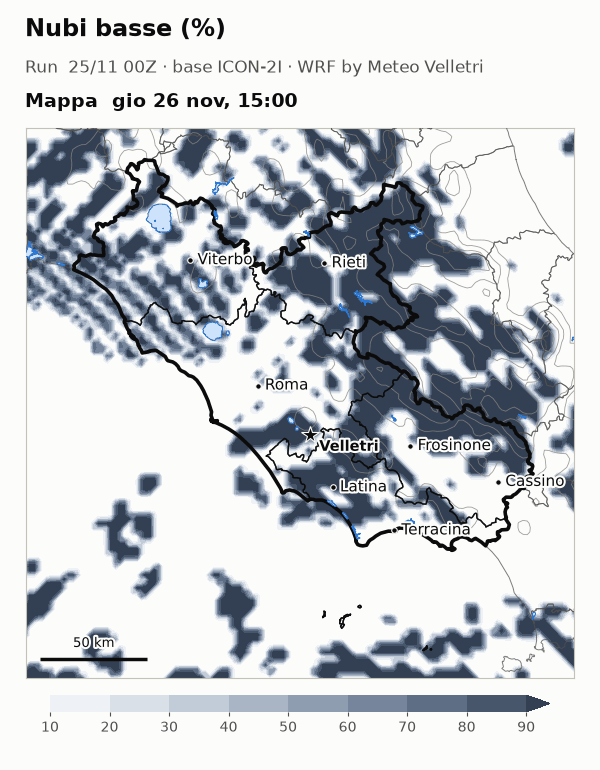 Nubi basse (%)
Run  25/11 00Z · base ICON-2I · WRF by Meteo Velletri
Mappa  gio 26 nov, 15:00
Viterbo
Rieti
Roma
Velletri
Frosinone
Latina
Cassino
Terracina
50 km
10 20 30 40 50 60 70 80 90